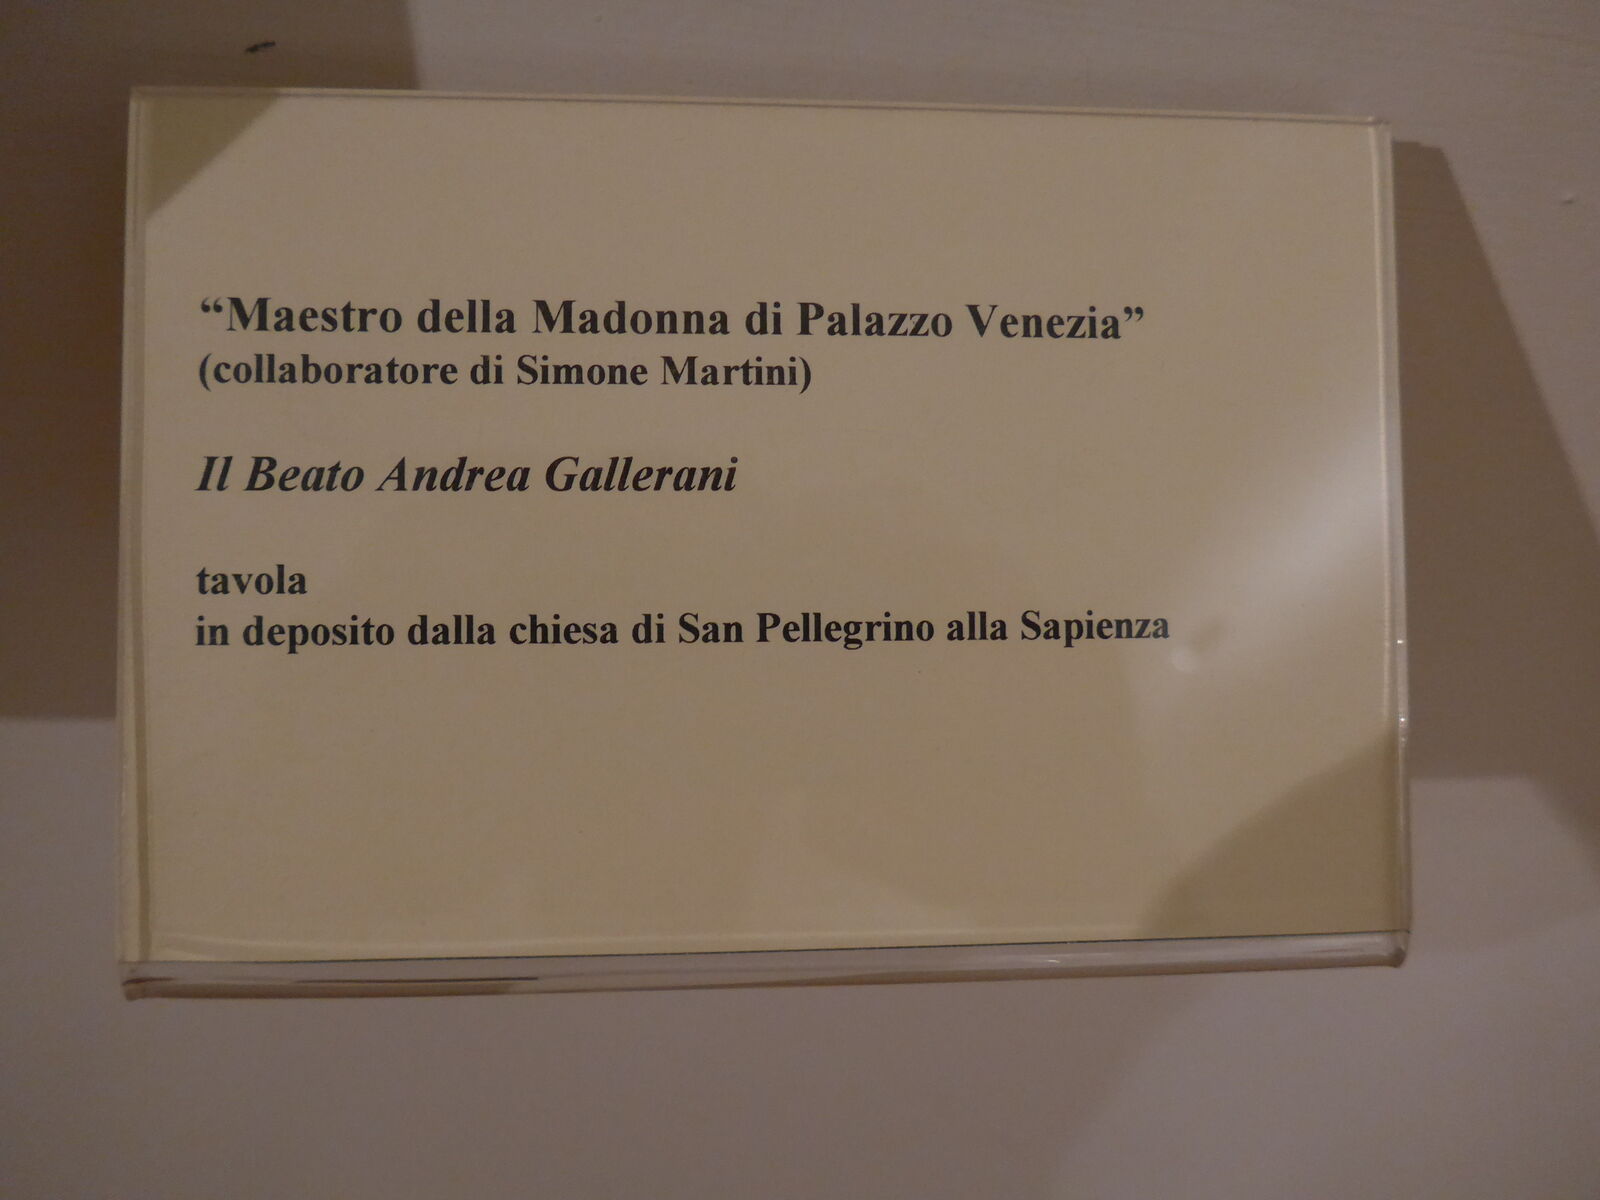 “Maestro della Madonna di Palazzo Venezia”
(collaboratore di Simone Martini)
Il Beato Andrea Gallerani
tavola
in deposito dalla chiesa di San Pellegrino alla Sapienza